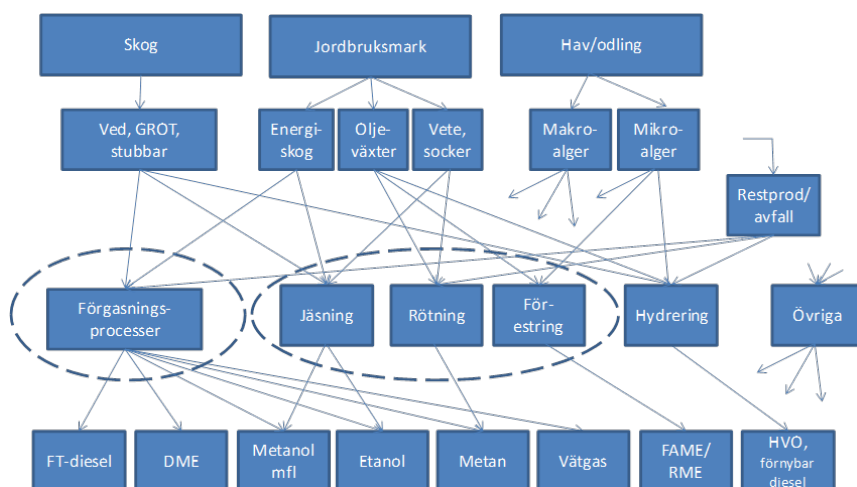 Skog
Jordbruksmark
Hav/odling
Ved, GROT,
stubbar
Energi-
skog
Olje-
växter
Vete,
socker
Makro-
alger
Mikro-
alger
Restprod/
avfall
Förgasnings-
processer
Jäsning
Rötning
För-
estring
Hydrering
Övriga
FT-diesel
DME
Metanol
mfl
Etanol
Metan
Vätgas
FAME/
RME
HVO,
förnybar
diesel